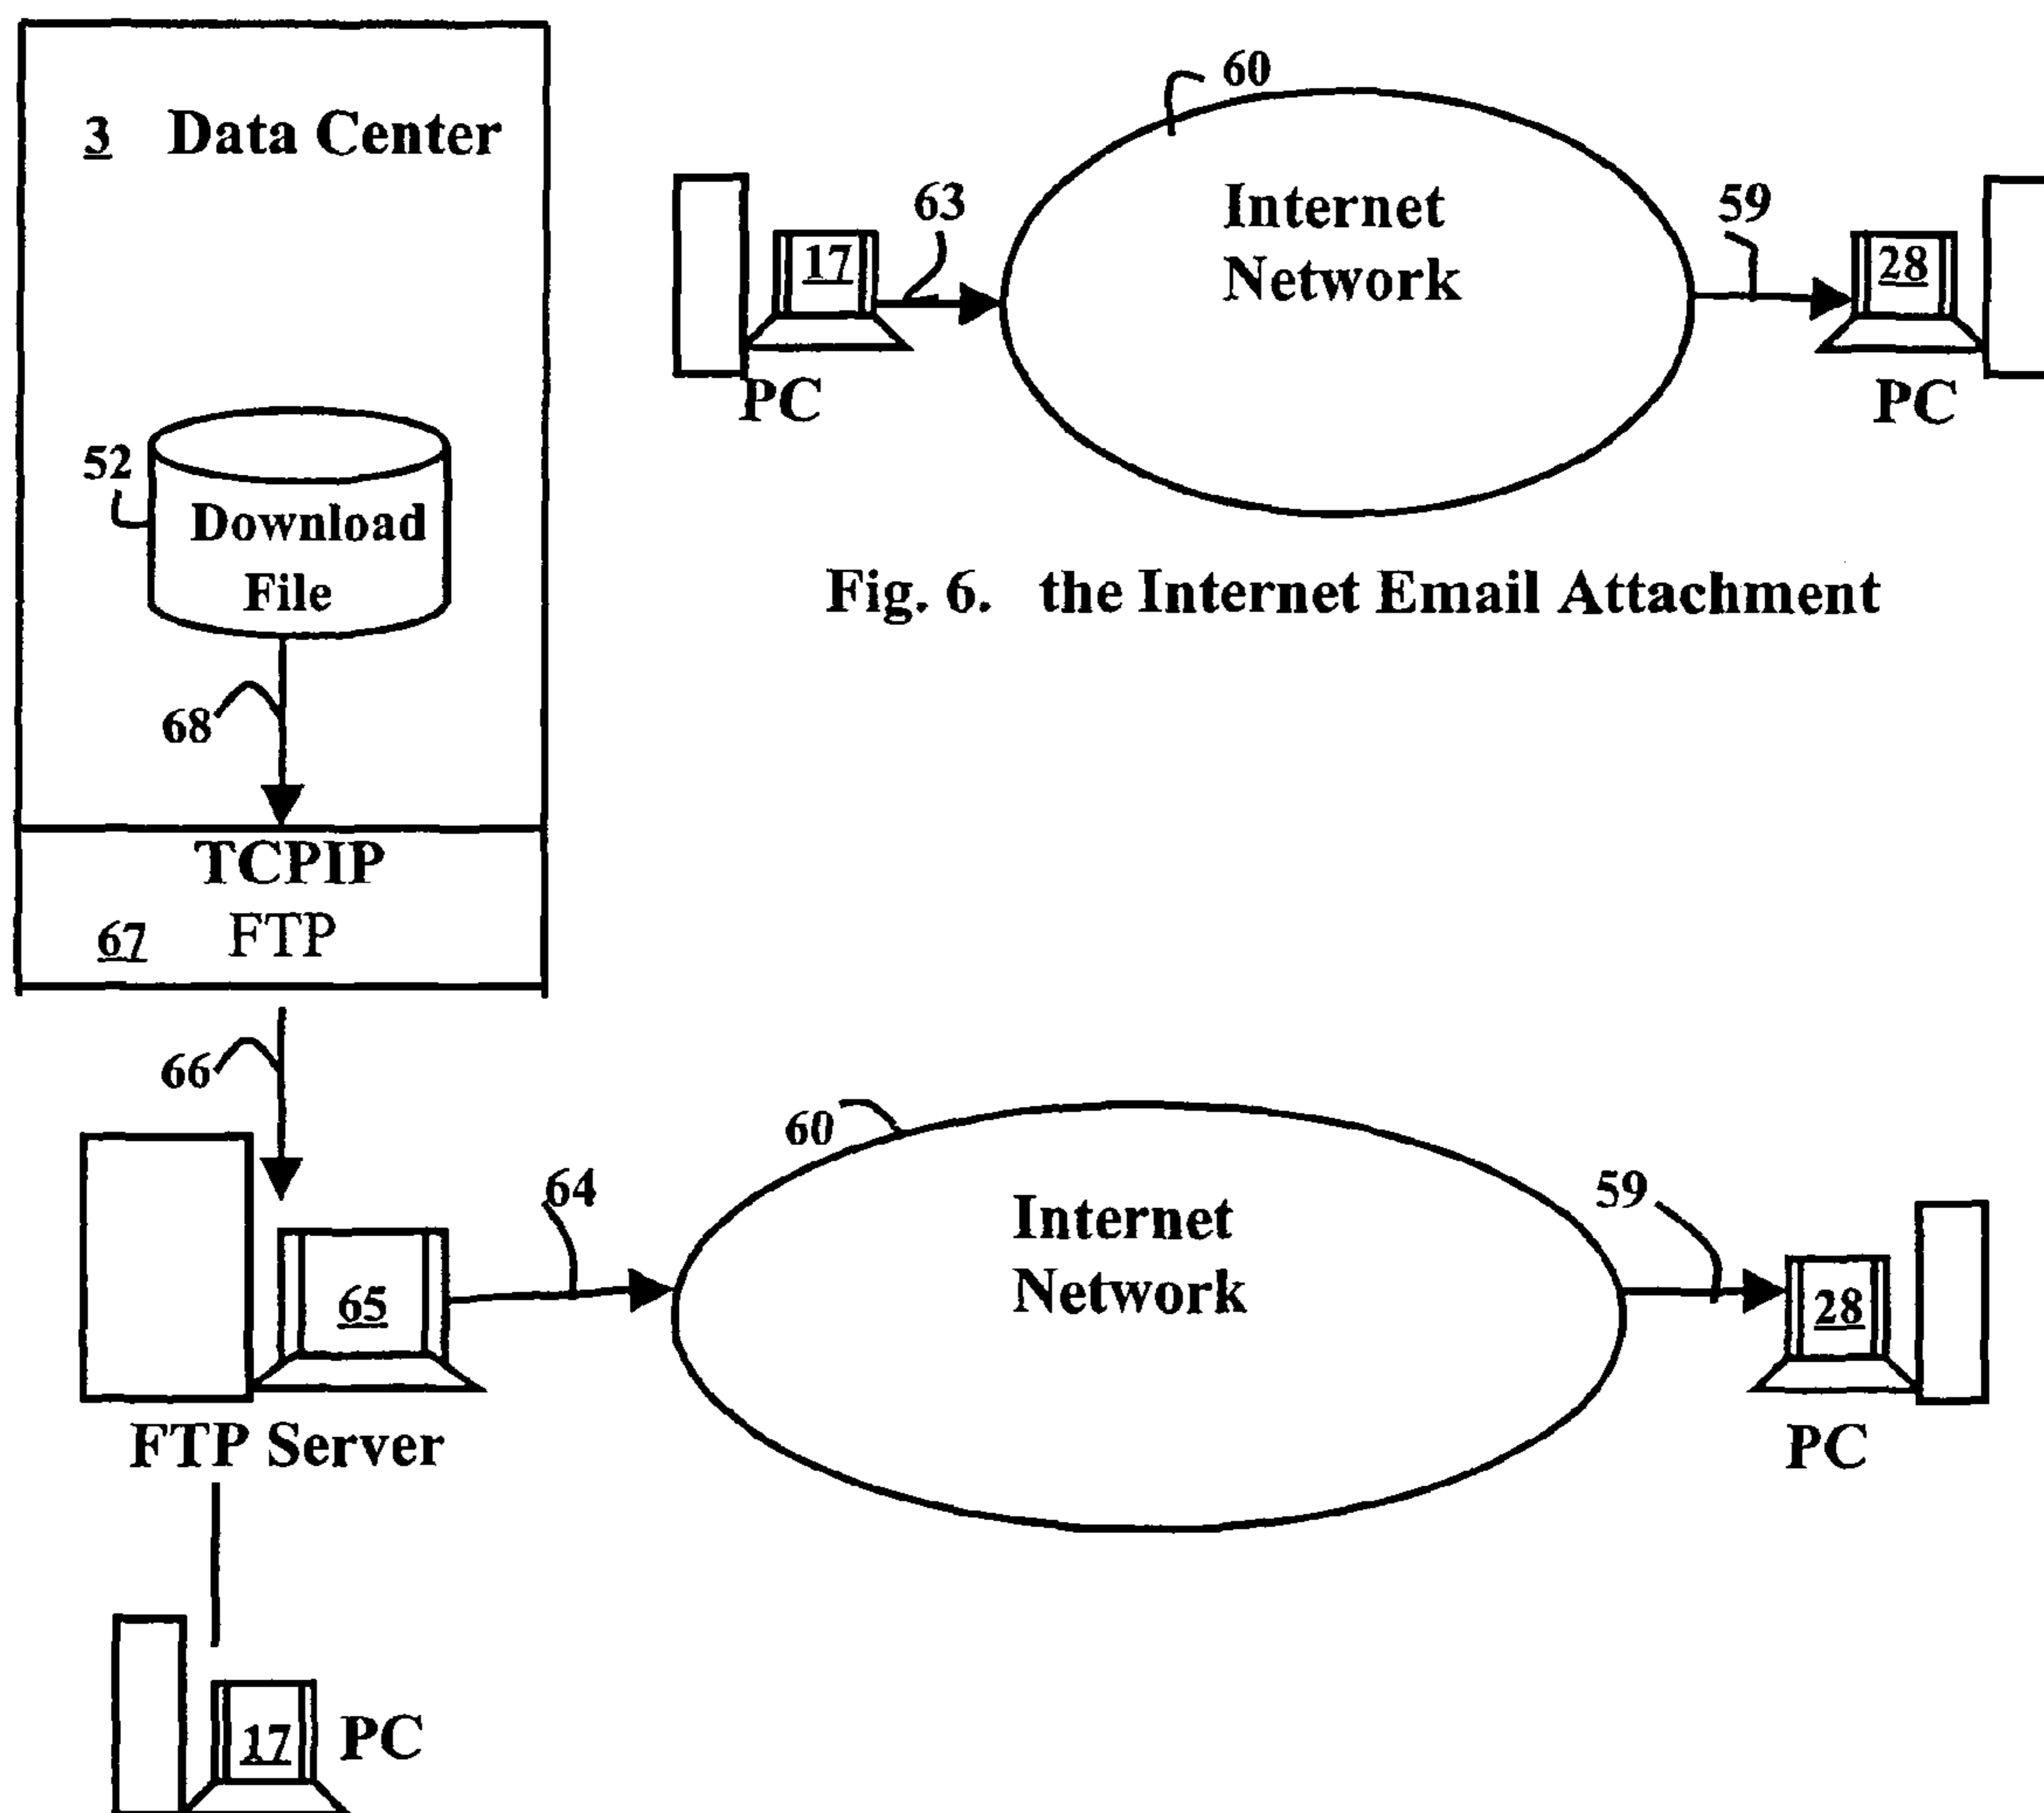 3 Data Center
52
Download
File
68
TCPIP
67 FTP
66
60
63
Internet
Network
59
17
28
PC
PC
Fig. 6. the Internet Email Attachment
60
64
Internet
Network
59
65
28
FTP Server
PC
17 PC